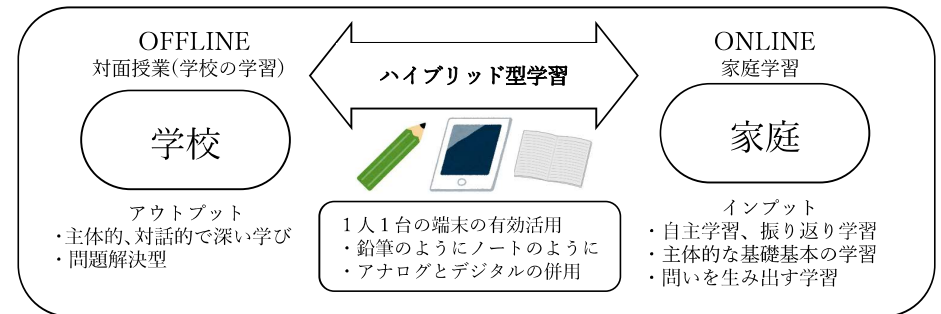 OFFLINE
対面授業(学校の学習)
学校
アウトプット
・主体的、対話的で深い学び
・問題解決型
ハイブリッド型学習
1人1台の端末の有効活用
・鉛筆のようにノートのように
・アナログとデジタルの併用
ONLINE
家庭学習
家庭
インプット
・自主学習、振り返り学習
・主体的な基礎基本の学習
・問いを生み出す学習